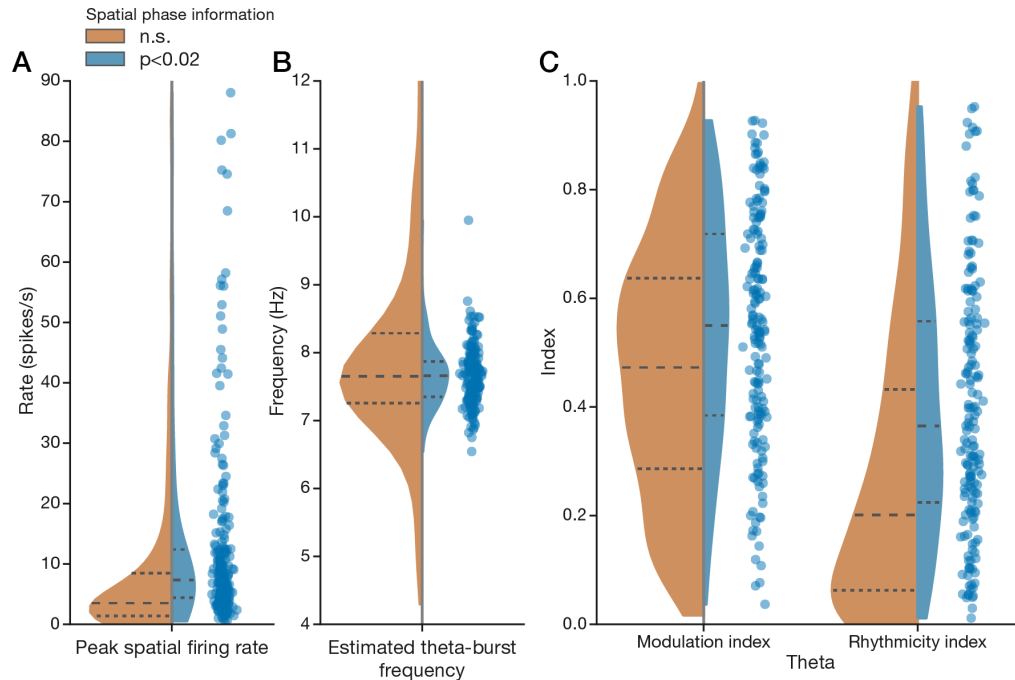 Spatial phase information
n.s.
p<0.02
A
B
C
90
80
70
60
50
40
30
20
10
0
Rate (spikes/s)
Peak spatial firing rate
12
11
10
9
8
7
6
5
4
Frequency (Hz)
Estimated theta-burst
frequency
1.0
0.8
0.6
0.4
0.2
0.0
Index
Modulation index
Rhythmicity index
Theta